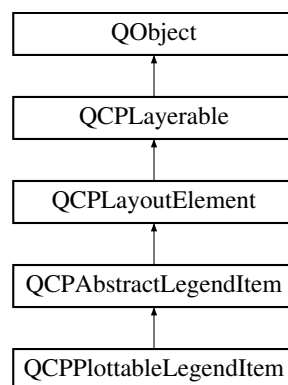 QObject
QCPLayerable
QCPLayoutElement
QCPAbstractLegendItem
QCPPlottableLegendItem